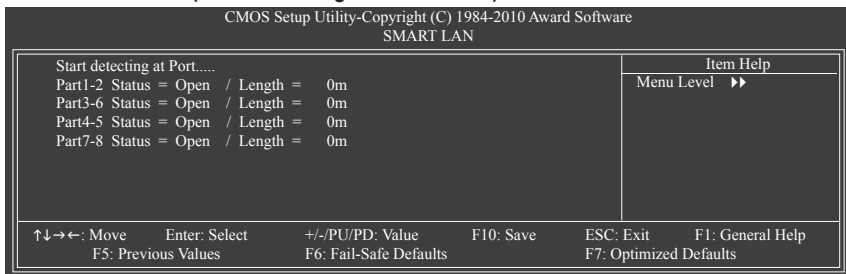 CMOS Setup Utility-Copyright (C) 1984-2010 Award Software
SMART LAN
Start detecting at Port.....
Part1-2 Status = Open / Length = 0m
Part3-6 Status = Open / Length = 0m
Part4-5 Status = Open / Length = 0m
Part7-8 Status = Open / Length = 0m
Item Help
Menu Level ▶▶
↑↓→←: Move Enter: Select +/-/PU/PD: Value F10: Save ESC: Exit F1: General Help
F5: Previous Values F6: Fail-Safe Defaults F7: Optimized Defaults